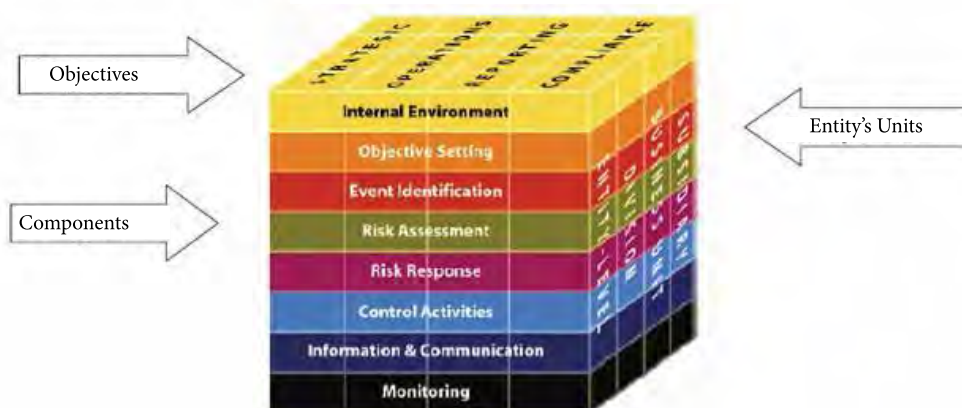 STRATEGIC
OPERATIONS
REPORTING
COMPLIANCE
Objectives
Internal Environment
Entity's Units
Objective Setting
Event Identification
Components
Risk Assessment
Risk Response
Control Activities
Information & Communication
Monitoring
ENTITY-LEVEL
DIVISION
BUSINESS UNIT
SUBSIDIARY